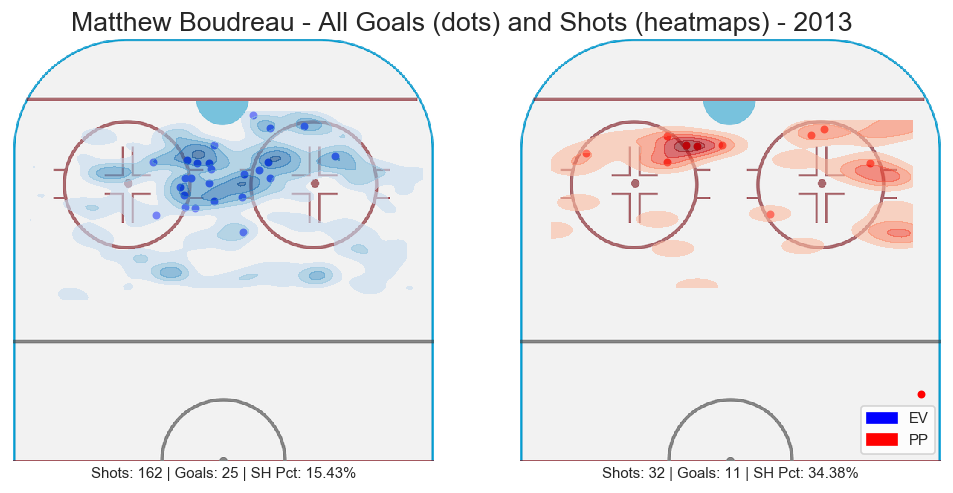 Matthew Boudreau - All Goals (dots) and Shots (heatmaps) - 2013
EV
PP
Shots: 162 | Goals: 25 | SH Pct: 15.43%
Shots: 32 | Goals: 11 | SH Pct: 34.38%